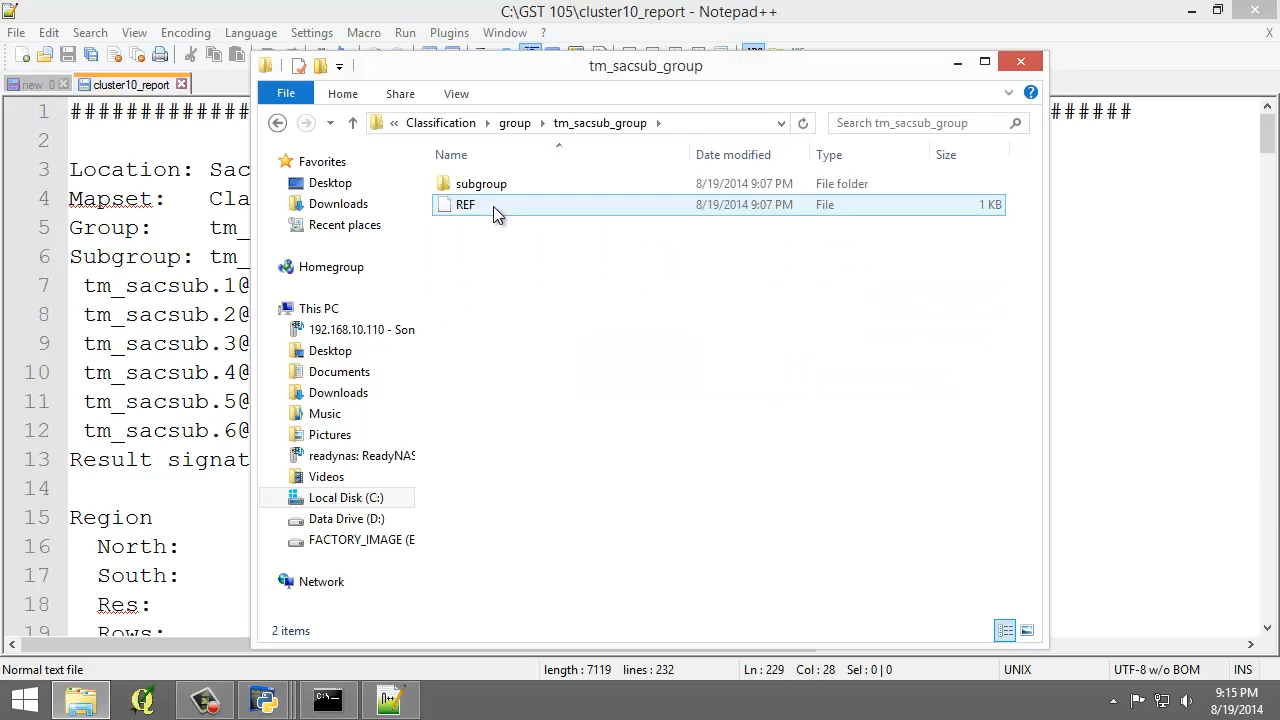 C:\GST 105\cluster10_report - Notepad++
File Edit Search View Encoding Language Settings Macro Run Plugins Window ?
X
new 0
cluster10_report
tm_sacsub_group
File Home Share View
« Classification group tm_sacsub_group
Search tm_sacsub_group
Name Date modified Type Size
subgroup 8/19/2014 9:07 PM File folder
REF 8/19/2014 9:07 PM File 1 KB
Favorites
Desktop
Downloads
Recent places
Homegroup
This PC
192.168.10.110 - Son
Desktop
Documents
Downloads
Music
Pictures
readynas: ReadyNAS
Videos
Local Disk (C:)
Data Drive (D:)
FACTORY_IMAGE (E
Network
2 items
1
2
3 Location: Sac
4 Mapset: Cla
5 Group: tm_
6 Subgroup: tm_
7 tm_sacsub.1@
8 tm_sacsub.2@
9 tm_sacsub.3@
10 tm_sacsub.4@
11 tm_sacsub.5@
12 tm_sacsub.6@
13 Result signat
14
15 Region
16 North:
17 South:
18 Res:
19 Rows:
Normal text file length : 7119 lines : 232 Ln : 229 Col : 28 Sel : 0 | 0 UNIX UTF-8 w/o BOM INS
9:15 PM
8/19/2014